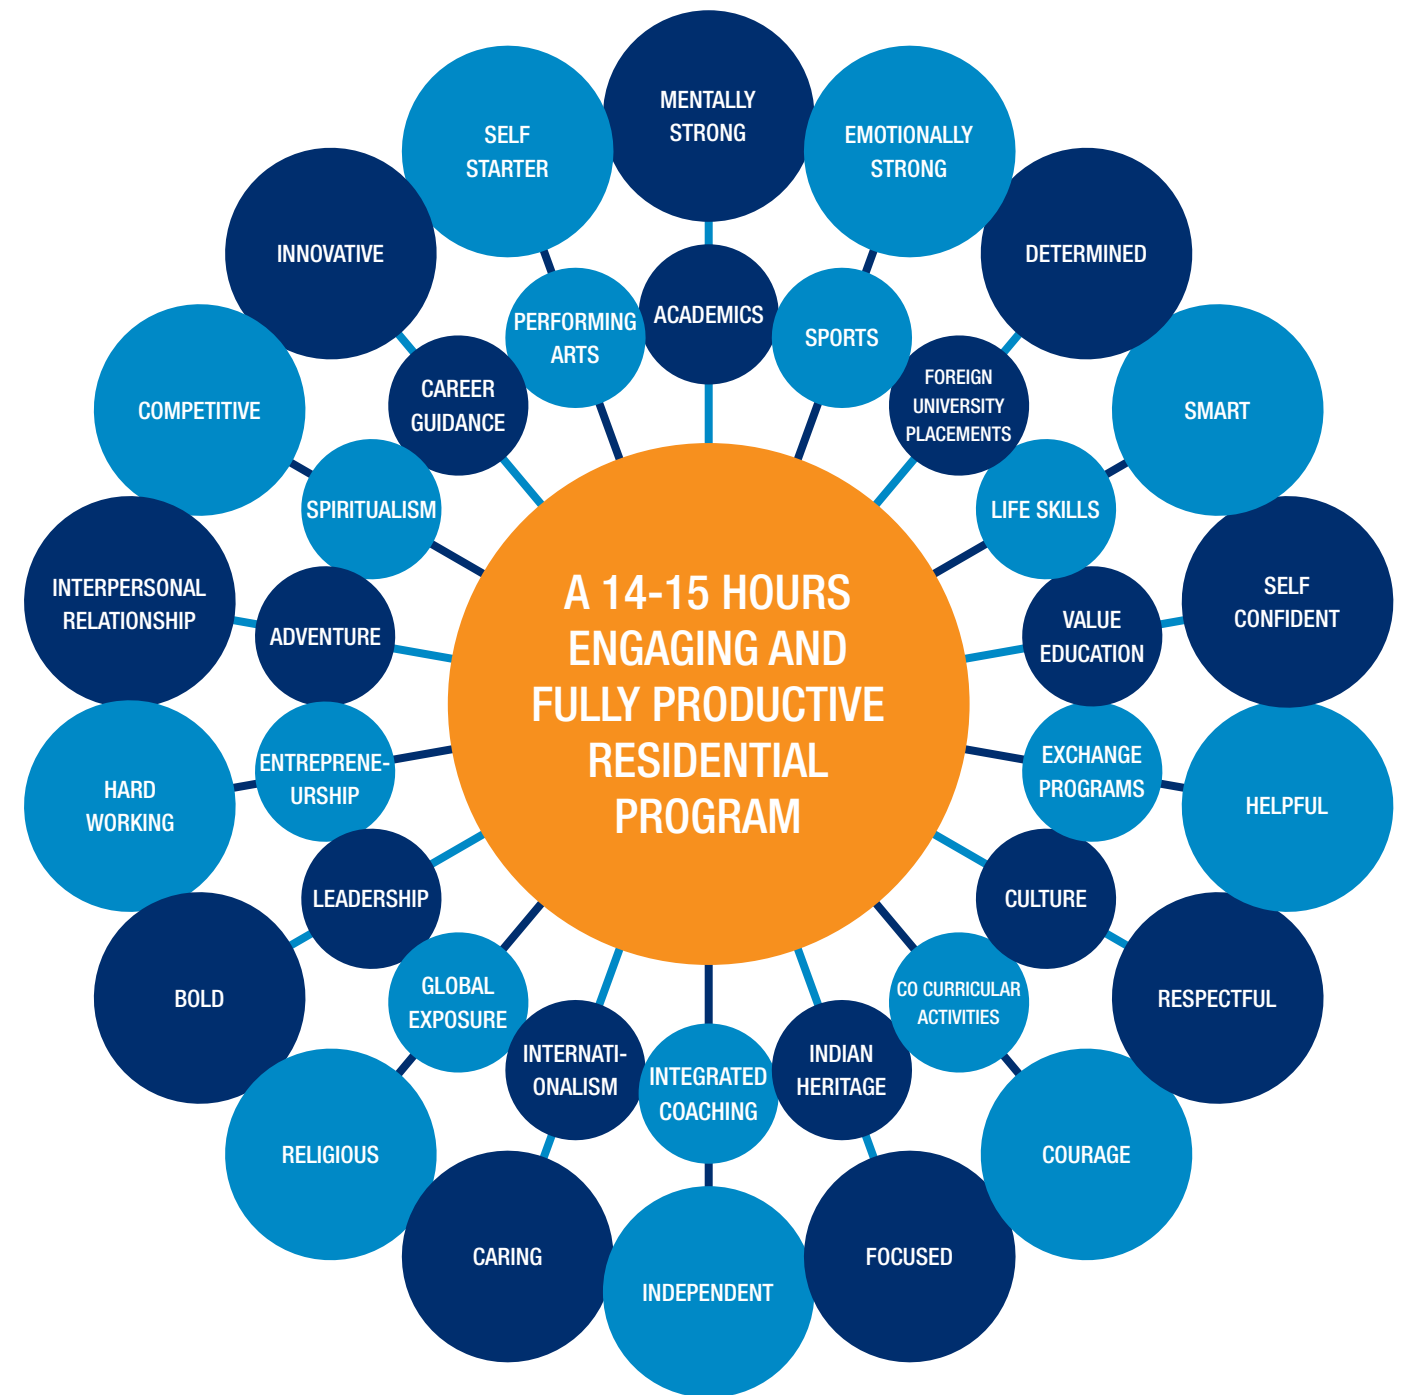 MENTALLY
STRONG
EMOTIONALLY
STRONG
DETERMINED
SMART
SELF
CONFIDENT
HELPFUL
RESPECTFUL
COURAGE
FOCUSED
INDEPENDENT
CARING
RELIGIOUS
BOLD
HARD
WORKING
INTERPERSONAL
RELATIONSHIP
COMPETITIVE
INNOVATIVE
SELF
STARTER
ACADEMICS
SPORTS
FOREIGN
UNIVERSITY
PLACEMENTS
LIFE SKILLS
VALUE
EDUCATION
EXCHANGE
PROGRAMS
CULTURE
CO CURRICULAR
ACTIVITIES
INDIAN
HERITAGE
INTEGRATED
COACHING
INTERNATI-
ONALISM
GLOBAL
EXPOSURE
LEADERSHIP
ENTREPRENE-
URSHIP
ADVENTURE
SPIRITUALISM
CAREER
GUIDANCE
PERFORMING
ARTS
A 14-15 HOURS
ENGAGING AND
FULLY PRODUCTIVE
RESIDENTIAL
PROGRAM